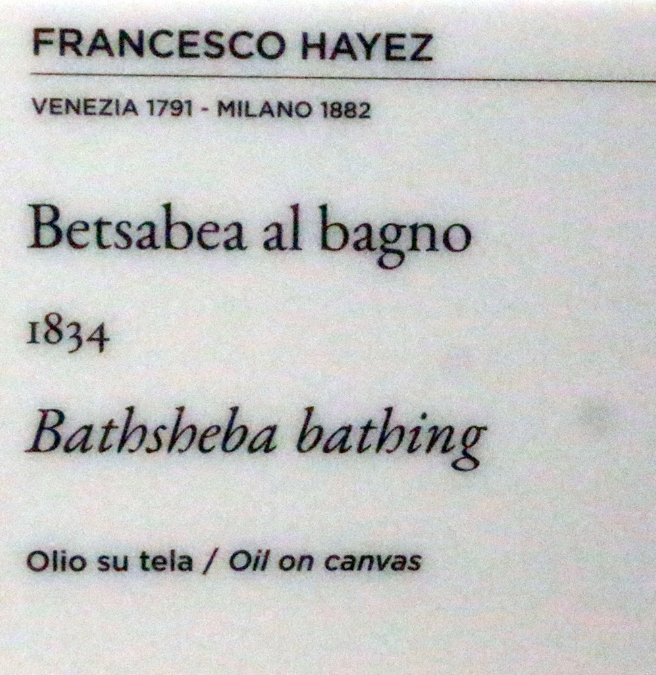 FRANCESCO HAYEZ
VENEZIA 1791 - MILANO 1882
Betsabea al bagno
1834
Bathsheba bathing
Olio su tela / Oil on canvas